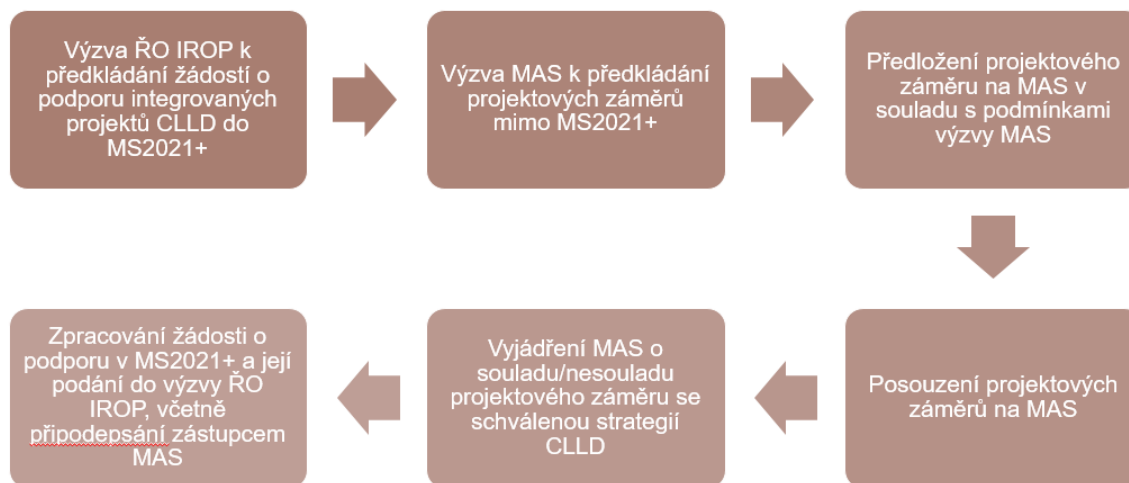 Výzva ŘO IROP k
předkládání žádostí o
podporu integrovaných
projektů CLLD do
MS2021+
Výzva MAS k předkládání
projektových záměrů
mimo MS2021+
Předložení projektového
záměru na MAS v
souladu s podmínkami
výzvy MAS
Posouzení projektových
záměrů na MAS
Vyjádření MAS o
souladu/nesouladu
projektového záměru se
schválenou strategií
CLLD
Zpracování žádosti o
podporu v MS2021+ a její
podání do výzvy ŘO
IROP, včetně
připodepsání zástupcem
MAS